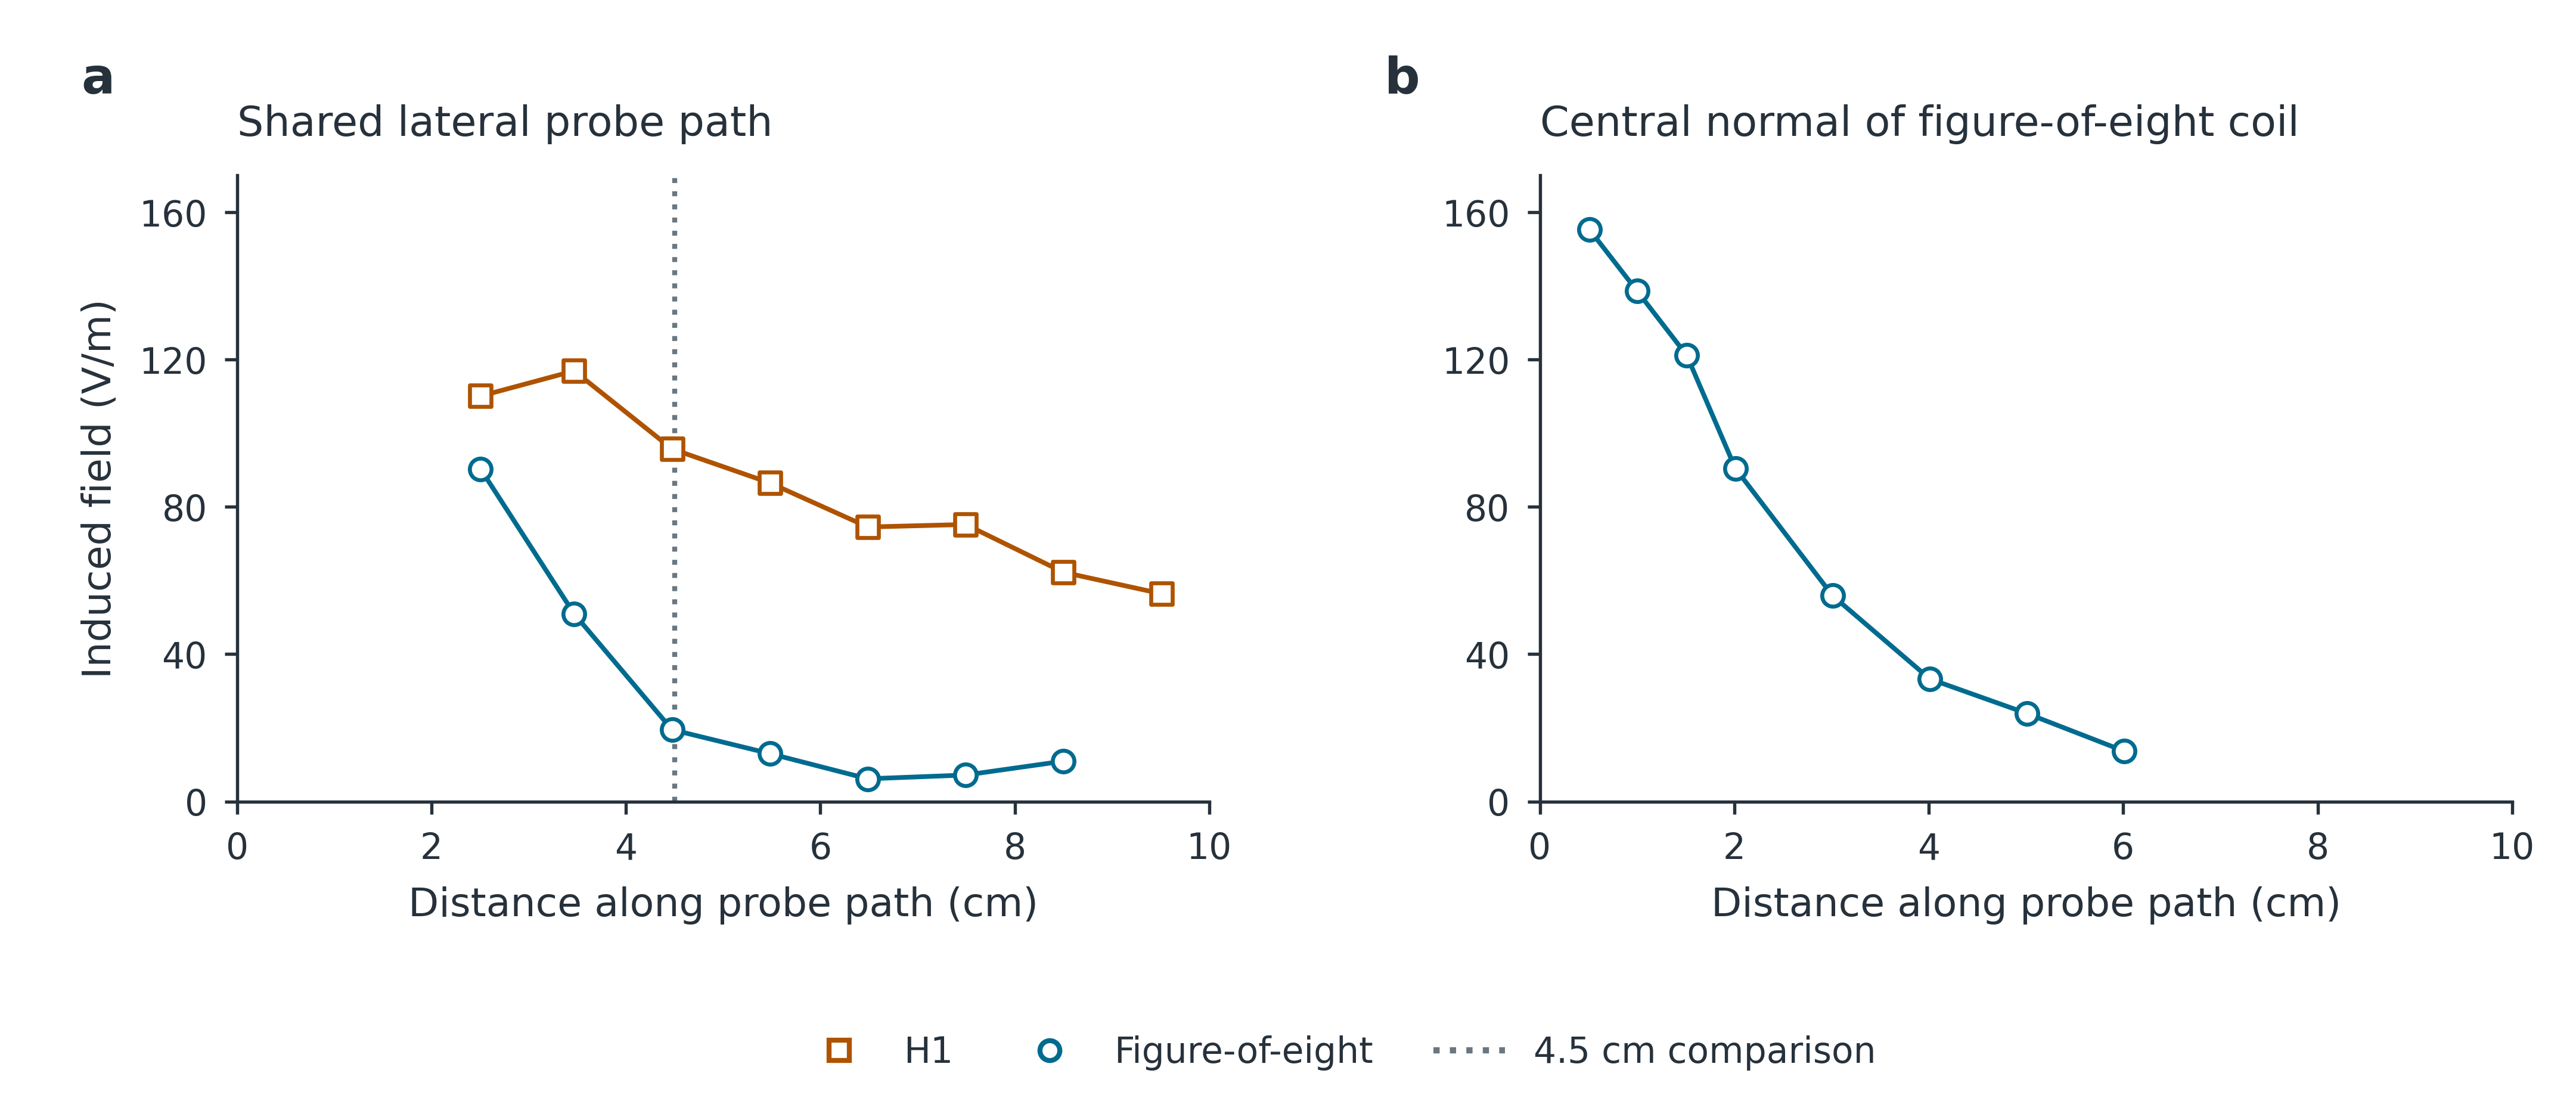 a
Shared lateral probe path
Induced field (V/m)
160
120
80
40
0
0 2 4 6 8 10
Distance along probe path (cm)
b
Central normal of figure-of-eight coil
160
120
80
40
0
0 2 4 6 8 10
Distance along probe path (cm)
H1 Figure-of-eight 4.5 cm comparison